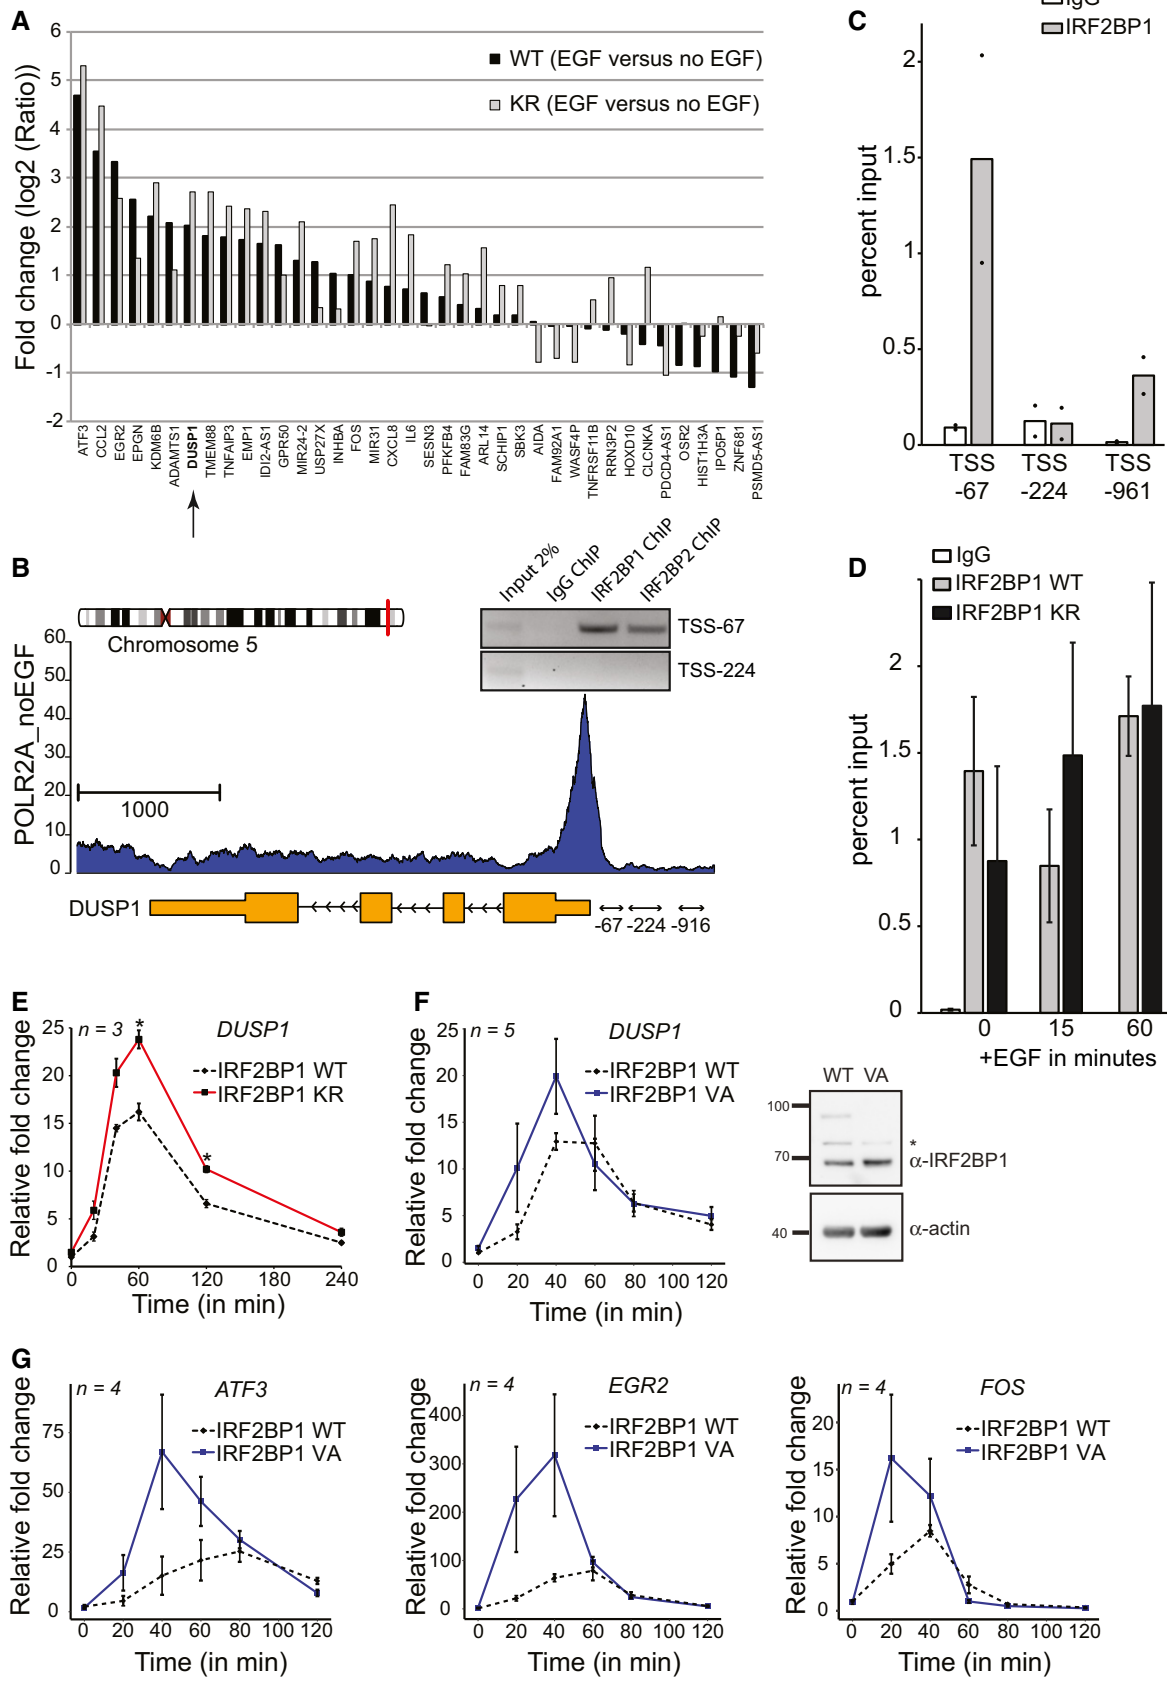 A
6
5
4
3
2
1
0
-1
-2
Fold change (log2 (Ratio))
WT (EGF versus no EGF)
KR (EGF versus no EGF)
ATF3
CCL2
EGR2
EPGN
KDM6B
ADAMTS1
DUSP1
TMEM88
TNFAIP3
EMP1
IDI2-AS1
GPR50
MIR24-2
USP27X
INHBA
FOS
MIR31
CXCL8
IL6
SESN3
PFKFB4
FAM83G
ARL14
SCHIP1
SBK3
AIDA
FAM92A1
WASF4P
TNFRSF11B
RRN3P2
HOXD10
CLCNKA
PDCD4-AS1
OSR2
HIST1H3A
IPO5P1
ZNF681
PSMD5-AS1
C
IgG
IRF2BP1
percent input
2
1.5
1
0.5
0
TSS TSS TSS
-67 -224 -961
B
Chromosome 5
Input 2%
IgG ChIP
IRF2BP1 ChIP
IRF2BP2 ChIP
TSS-67
TSS-224
POLR2A_noEGF
60
50
40
30
20
10
0
1000
DUSP1
-67 -224 -916
D
IgG
IRF2BP1 WT
IRF2BP1 KR
percent input
2
1.5
1
0.5
0
0 15 60
+EGF in minutes
E
n = 3
DUSP1
IRF2BP1 WT
IRF2BP1 KR
*
*
Relative fold change
25
20
15
10
5
0
0 60 120 180 240
Time (in min)
F
n = 5
DUSP1
IRF2BP1 WT
IRF2BP1 VA
Relative fold change
25
20
15
10
5
0
0 20 40 60 80 100 120
Time (in min)
WT VA
100
70
40
*
α-IRF2BP1
α-actin
G
n = 4
ATF3
IRF2BP1 WT
IRF2BP1 VA
Relative fold change
75
50
25
0
0 20 40 60 80 100 120
Time (in min)
n = 4
EGR2
IRF2BP1 WT
IRF2BP1 VA
Relative fold change
400
300
200
100
0
0 20 40 60 80 100 120
Time (in min)
n = 4
FOS
IRF2BP1 WT
IRF2BP1 VA
Relative fold change
20
15
10
5
0
0 20 40 60 80 100 120
Time (in min)